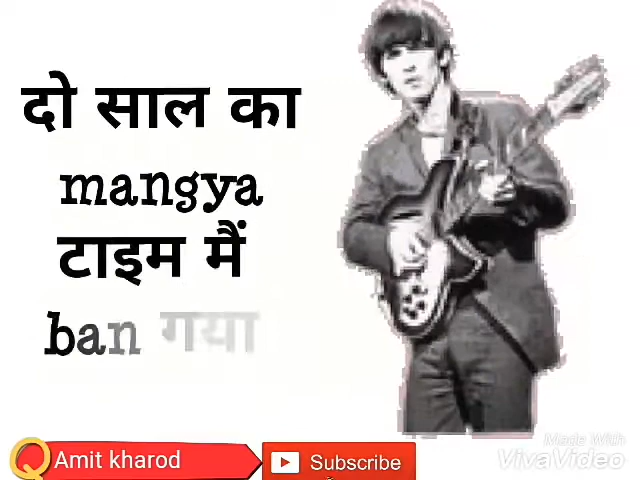 दो साल का
mangya
टाइम मैं
ban गया
Amit kharod
Subscribe
Made With
VivaVideo